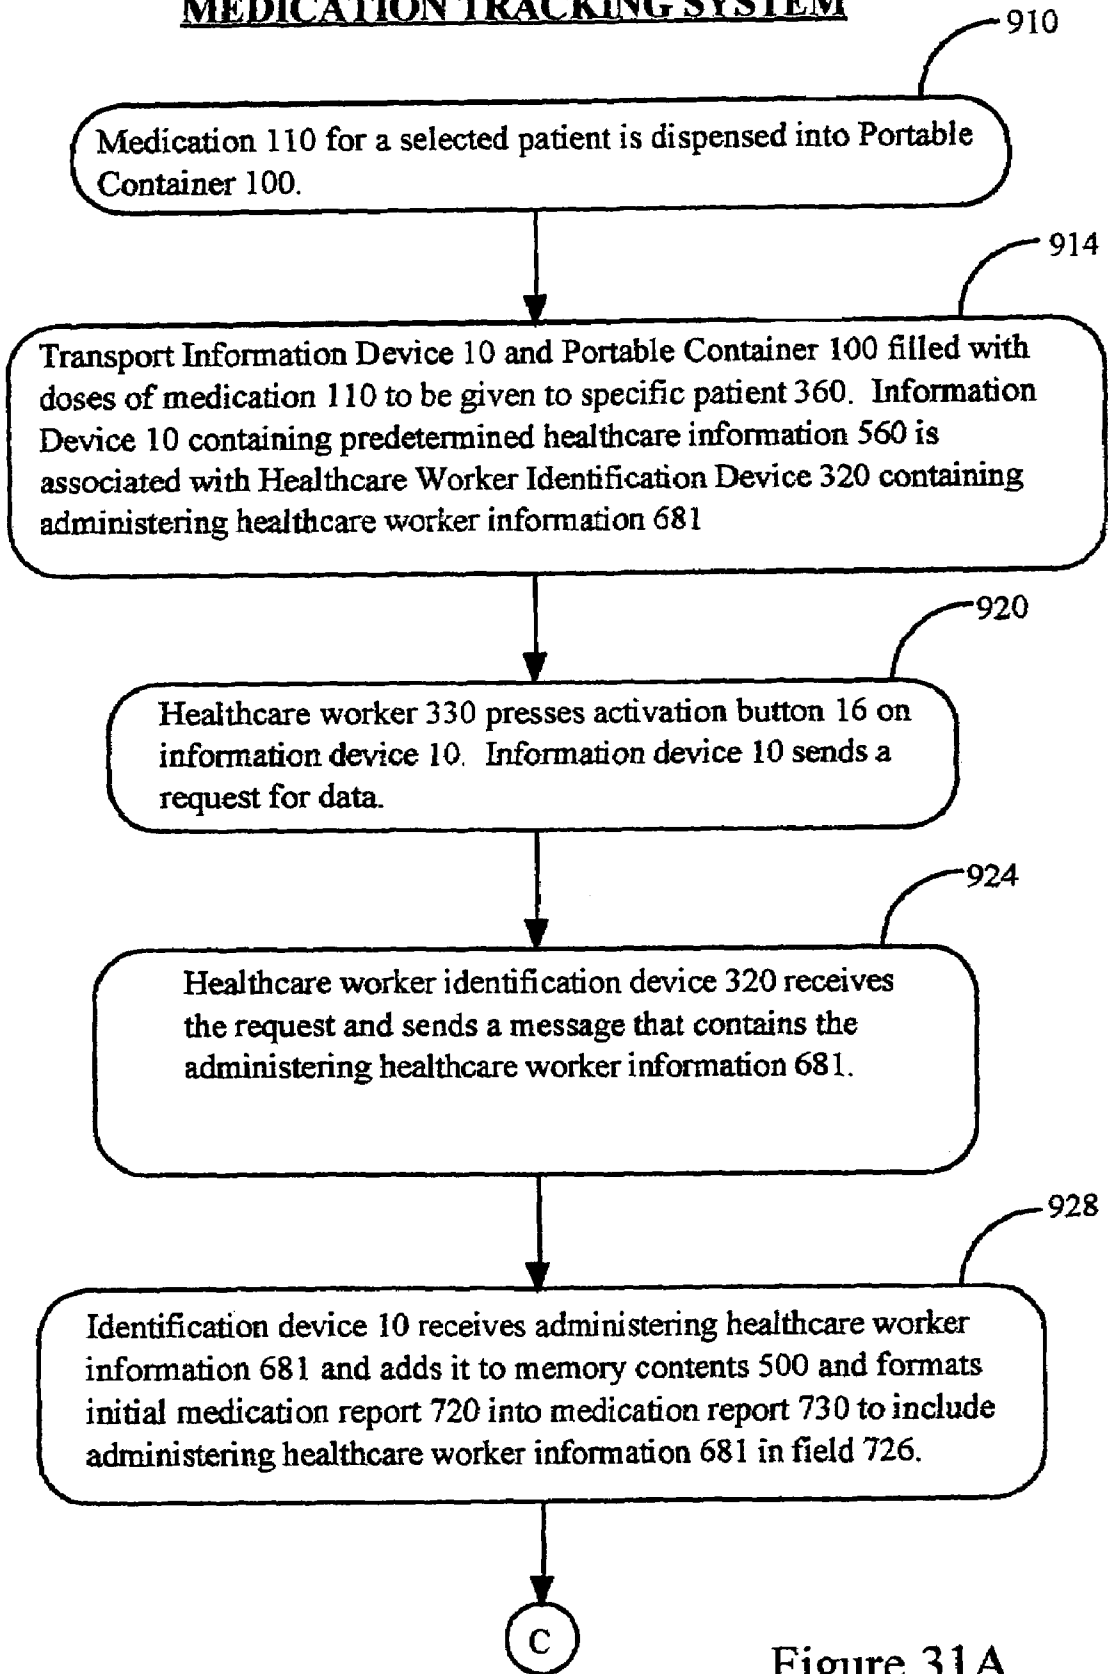 MEDICATION TRACKING SYSTEM
910
Medication 110 for a selected patient is dispensed into Portable
Container 100.
914
Transport Information Device 10 and Portable Container 100 filled with
doses of medication 110 to be given to specific patient 360. Information
Device 10 containing predetermined healthcare information 560 is
associated with Healthcare Worker Identification Device 320 containing
administering healthcare worker information 681
920
Healthcare worker 330 presses activation button 16 on
information device 10. Information device 10 sends a
request for data.
924
Healthcare worker identification device 320 receives
the request and sends a message that contains the
administering healthcare worker information 681.
928
Identification device 10 receives administering healthcare worker
information 681 and adds it to memory contents 500 and formats
initial medication report 720 into medication report 730 to include
administering healthcare worker information 681 in field 726.
C
Figure 31A